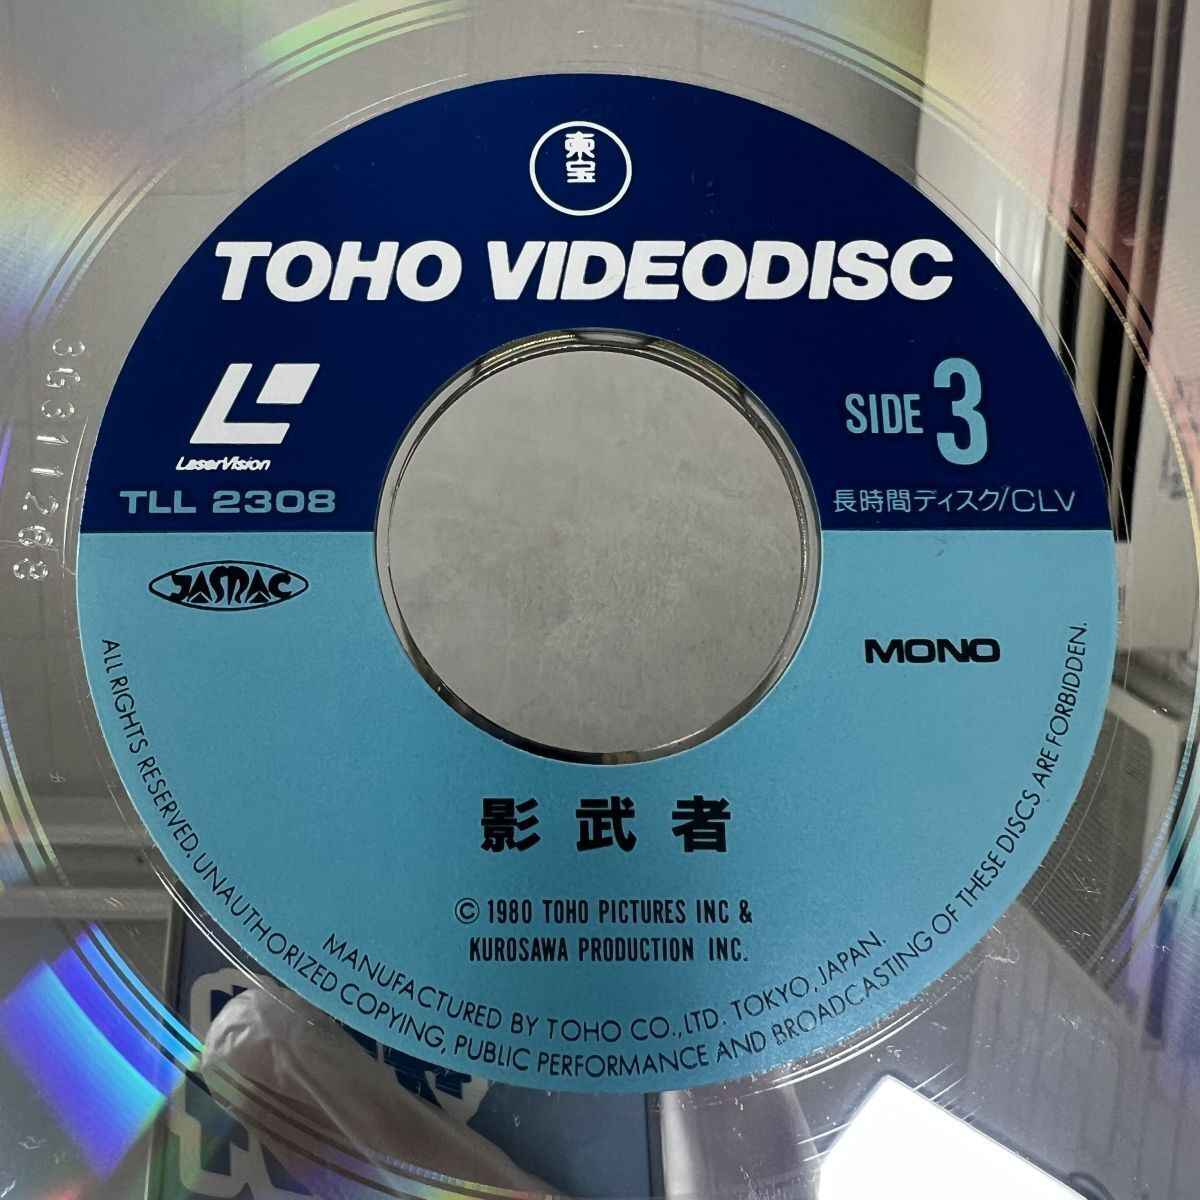 東宝
TOHO VIDEODISC
LaserVision
TLL 2308
SIDE 3
長時間ディスク/CLV
JASRAC
MONO
影武者
© 1980 TOHO PICTURES INC &
KUROSAWA PRODUCTION INC.
MANUFACTURED BY TOHO CO., LTD. TOKYO, JAPAN.
ALL RIGHTS RESERVED. UNAUTHORIZED COPYING, PUBLIC PERFORMANCE AND BROADCASTING OF THESE DISCS ARE FORBIDDEN.